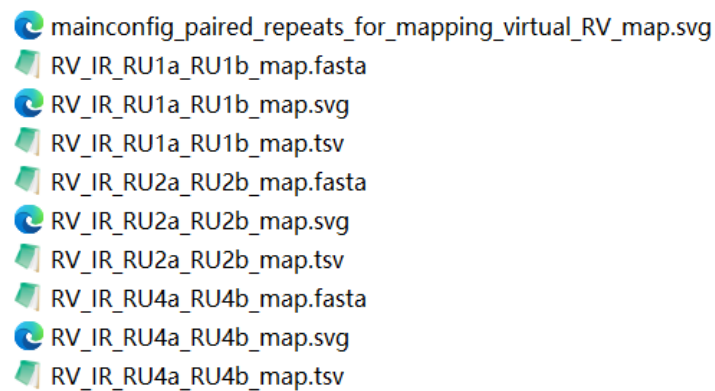 mainconfig_paired_repeats_for_mapping_virtual_RV_map.svg
RV_IR_RU1a_RU1b_map.fasta
RV_IR_RU1a_RU1b_map.svg
RV_IR_RU1a_RU1b_map.tsv
RV_IR_RU2a_RU2b_map.fasta
RV_IR_RU2a_RU2b_map.svg
RV_IR_RU2a_RU2b_map.tsv
RV_IR_RU4a_RU4b_map.fasta
RV_IR_RU4a_RU4b_map.svg
RV_IR_RU4a_RU4b_map.tsv